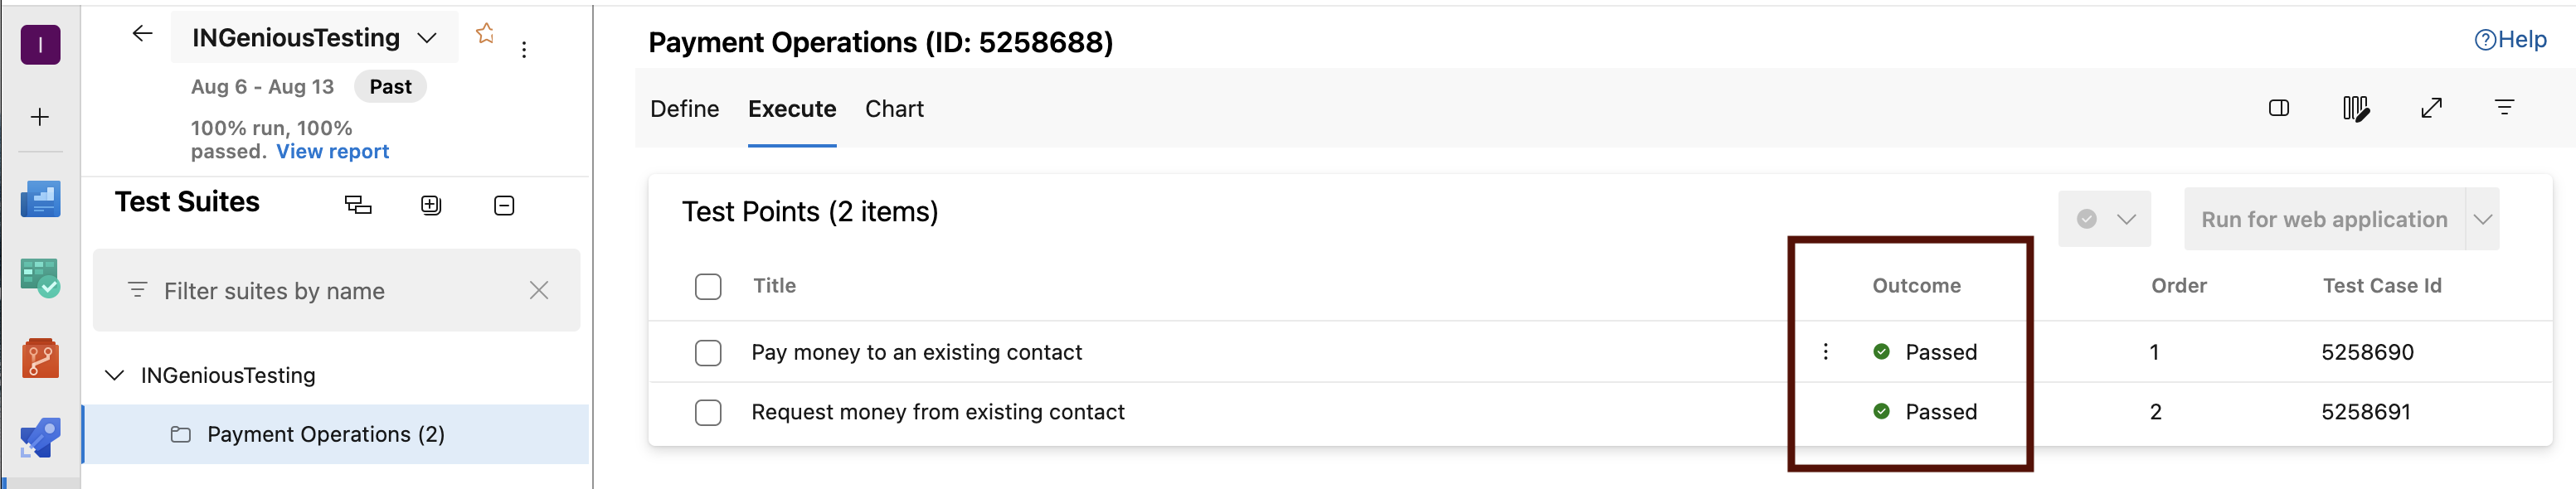 I
INGeniousTesting
Aug 6 - Aug 13 Past
100% run, 100%
passed. View report
Test Suites
Filter suites by name
INGeniousTesting
Payment Operations (2)
Payment Operations (ID: 5258688)
Help
Define Execute Chart
Test Points (2 items)
Run for web application
Title Outcome Order Test Case Id
Pay money to an existing contact Passed 1 5258690
Request money from existing contact Passed 2 5258691